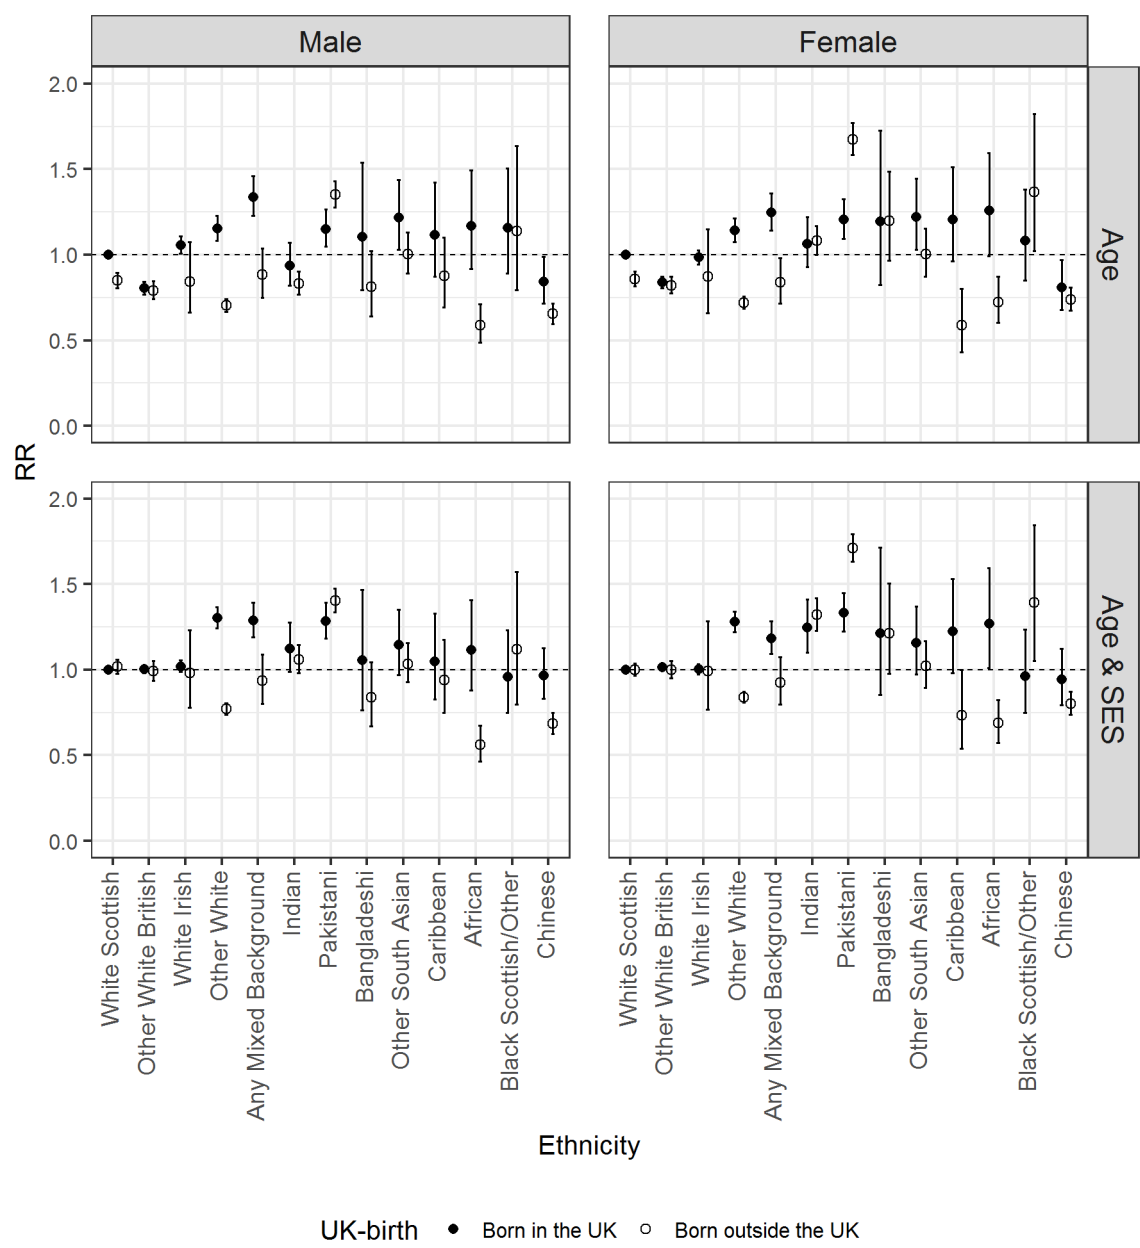 Male
Female
2.0
1.5
1.0
0.5
0.0
Age
RR
2.0
1.5
1.0
0.5
0.0
Age & SES
White Scottish
Other White British
White Irish
Other White
Any Mixed Background
Indian
Pakistani
Bangladeshi
Other South Asian
Caribbean
African
Black Scottish/Other
Chinese
White Scottish
Other White British
White Irish
Other White
Any Mixed Background
Indian
Pakistani
Bangladeshi
Other South Asian
Caribbean
African
Black Scottish/Other
Chinese
Ethnicity
UK-birth Born in the UK Born outside the UK